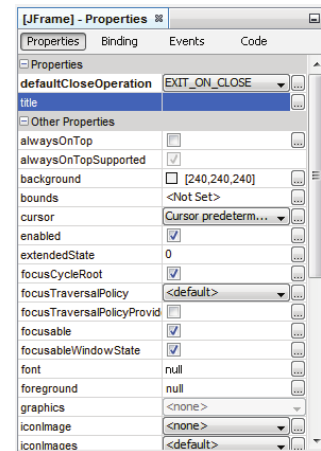 [JFrame] - Properties
Properties Binding Events Code
Properties
defaultCloseOperation EXIT_ON_CLOSE ...
title ...
Other Properties
alwaysOnTop ...
alwaysOnTopSupported
background [240,240,240] ...
bounds <Not Set> ...
cursor Cursor predeterm... ...
enabled ...
extendedState 0 ...
focusCycleRoot ...
focusTraversalPolicy <default> ...
focusTraversalPolicyProvid ...
focusable ...
focusableWindowState ...
font null ...
foreground null ...
graphics <none>
iconImage <none> ...
iconImages <default> ...